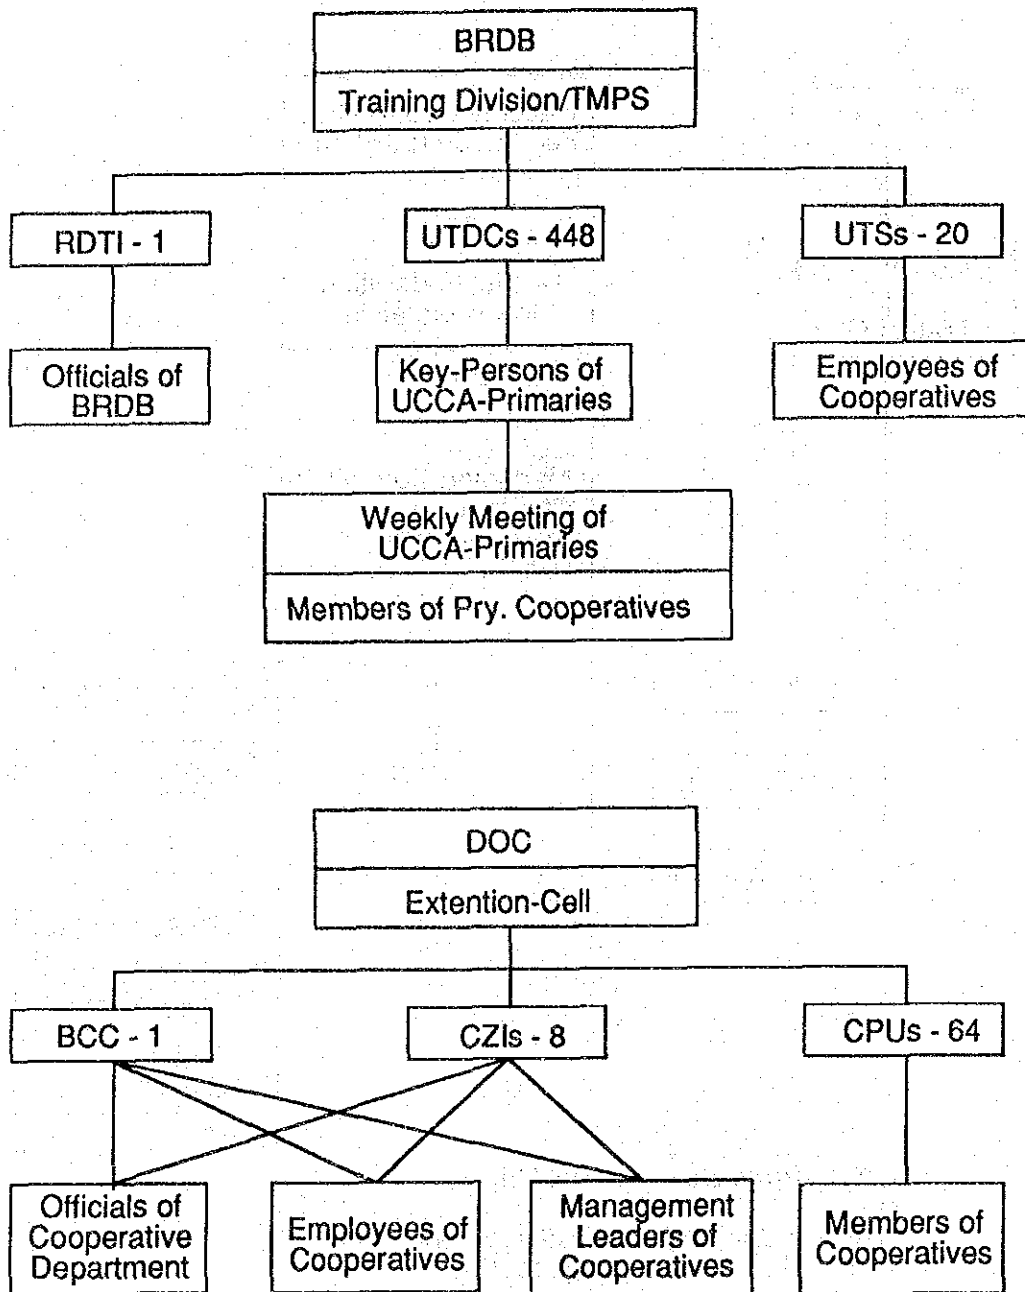 BRDB
Training Division/TMPS
RDTI - 1
UTDCs - 448
UTSs - 20
Officials of
BRDB
Key-Persons of
UCCA-Primaries
Employees of
Cooperatives
Weekly Meeting of
UCCA-Primaries
Members of Pry. Cooperatives
DOC
Extention-Cell
BCC - 1
CZIs - 8
CPUs - 64
Officials of
Cooperative
Department
Employees of
Cooperatives
Management
Leaders of
Cooperatives
Members of
Cooperatives